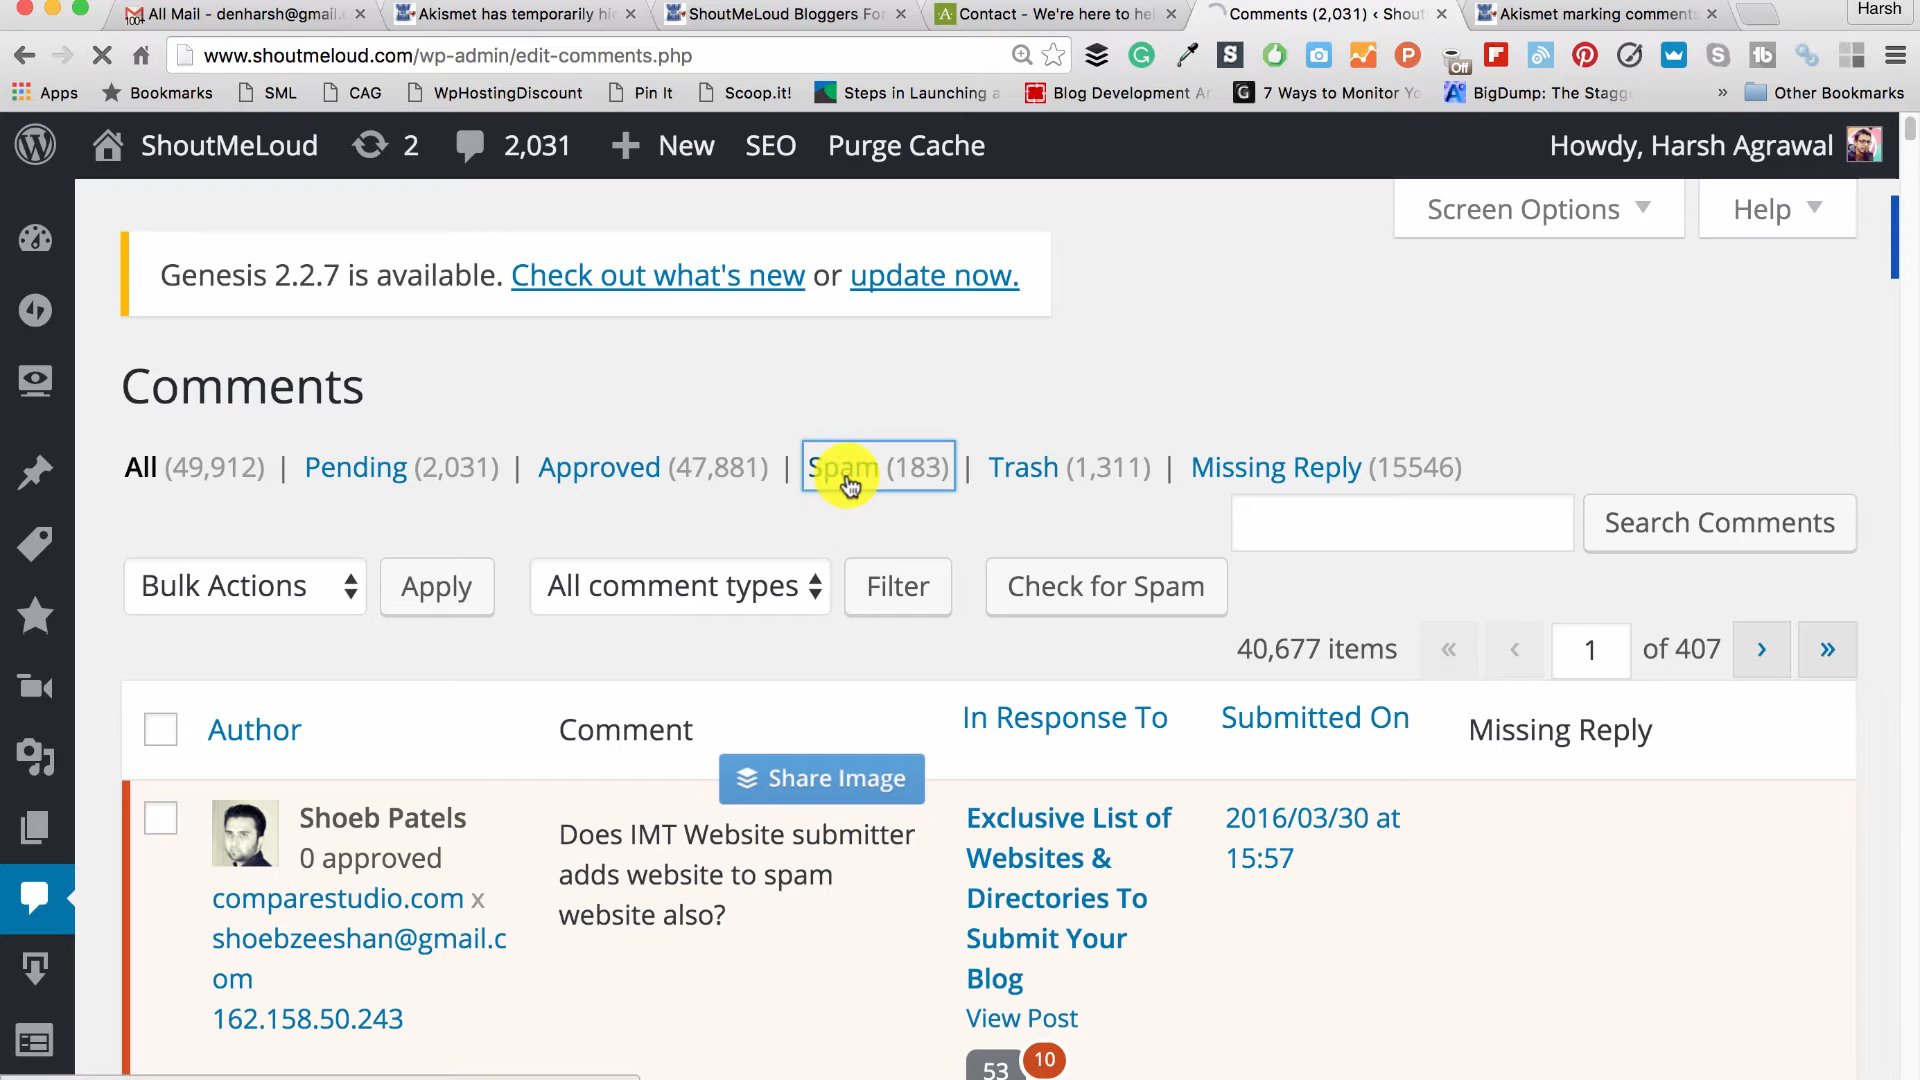 All Mail - denharsh@gmail.
Akismet has temporarily hi
ShoutMeLoud Bloggers For
Contact - We're here to hel
Comments (2,031) ‹ Shout
Akismet marking comment
Harsh
www.shoutmeloud.com/wp-admin/edit-comments.php
Off
Apps
Bookmarks
SML
CAG
WpHostingDiscount
Pin It
Scoop.it!
Steps in Launching a
Blog Development Ar
7 Ways to Monitor Yo
BigDump: The Stagg
» Other Bookmarks
ShoutMeLoud 2 2,031 New SEO Purge Cache
Howdy, Harsh Agrawal
Screen Options Help
Genesis 2.2.7 is available. Check out what's new or update now.
Comments
All (49,912) | Pending (2,031) | Approved (47,881) | Spam (183) | Trash (1,311) | Missing Reply (15546)
Search Comments
Bulk Actions Apply All comment types Filter Check for Spam
40,677 items « ‹ 1 of 407 › »
Author Comment In Response To Submitted On Missing Reply
Share Image
Shoeb Patels
0 approved
comparestudio.com x
shoebzeeshan@gmail.c
om
162.158.50.243
Does IMT Website submitter
adds website to spam
website also?
Exclusive List of
Websites &
Directories To
Submit Your
Blog
View Post
53 10
2016/03/30 at
15:57